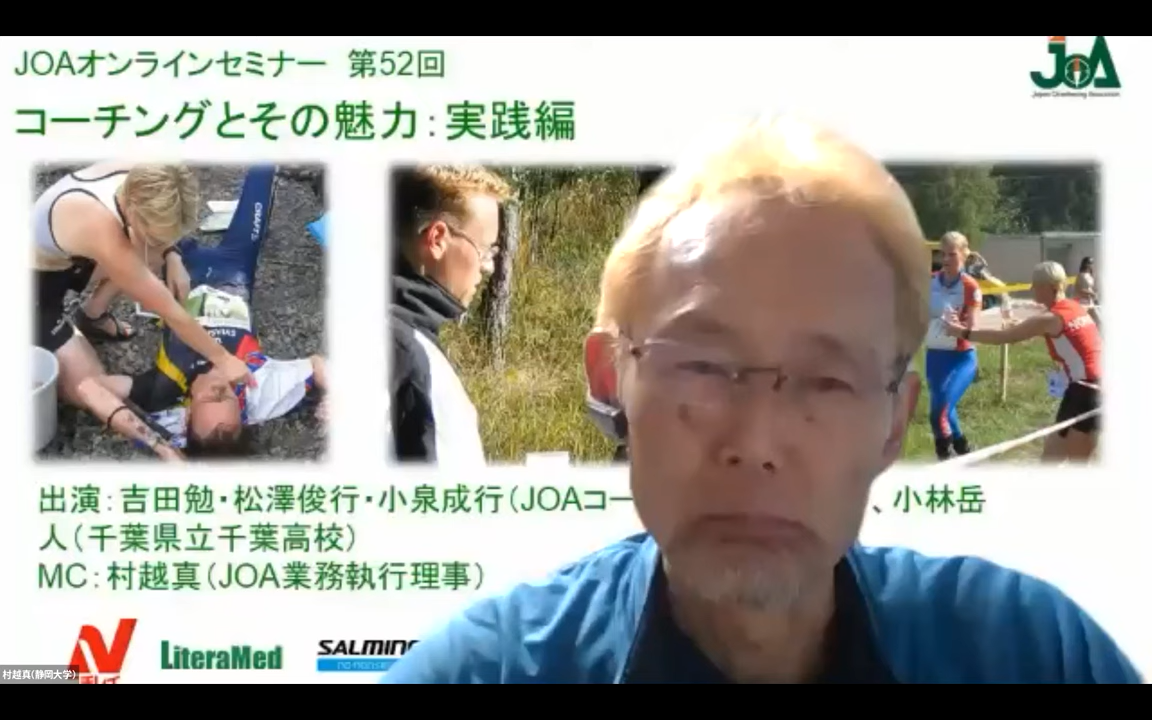 JOAオンラインセミナー 第52回
JOA
コーチングとその魅力:実践編
出演:吉田勉・松澤俊行・小泉成行(JOAコー
、小林岳
人(千葉県立千葉高校)
MC:村越真(JOA業務執行理事)
LiteraMed
SALMING
村越真(静岡大学)